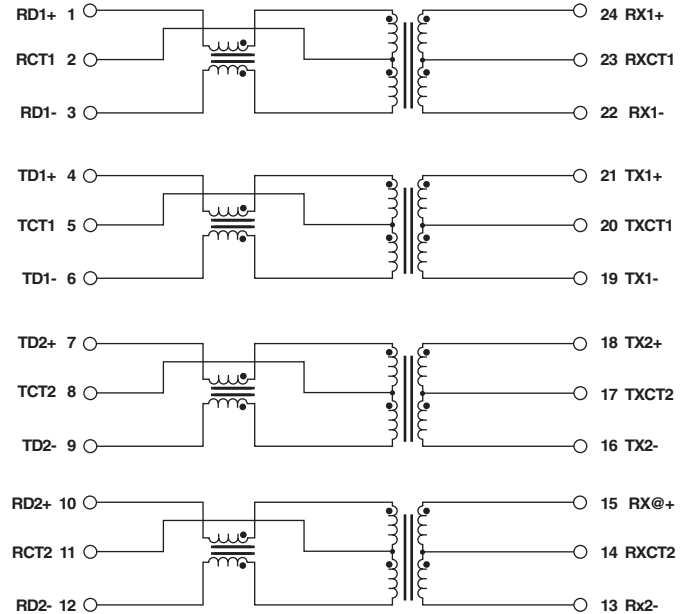 RD1+ 1 24 RX1+
RCT1 2 23 RXCT1
RD1- 3 22 RX1-
TD1+ 4 21 TX1+
TCT1 5 20 TXCT1
TD1- 6 19 TX1-
TD2+ 7 18 TX2+
TCT2 8 17 TXCT2
TD2- 9 16 TX2-
RD2+ 10 15 RX@+
RCT2 11 14 RXCT2
RD2- 12 13 Rx2-